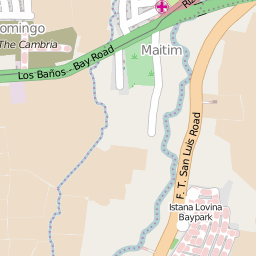 omingo
The Cambria
Maitim
Los Baños - Bay Road
F. T. San Luis Road
Istana Lovina
Baypark